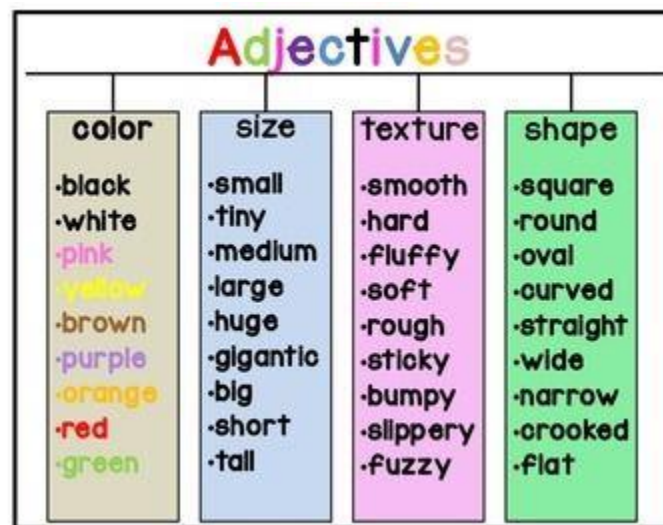 Adjectives
color
·black
·white
·pink
·yellow
·brown
·purple
·orange
·red
·green
size
·small
·tiny
·medium
·large
·huge
·gigantic
·big
·short
·tall
texture
·smooth
·hard
·fluffy
·soft
·rough
·sticky
·bumpy
·slippery
·fuzzy
shape
·square
·round
·oval
·curved
·straight
·wide
·narrow
·crooked
·flat